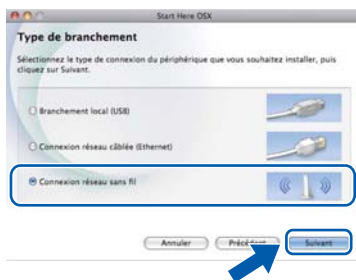 Start Here OSX
Type de branchement
Sélectionnez le type de connexion du périphérique que vous souhaitez installer, puis
cliquez sur Suivant.
Branchement local (USB)
Connexion réseau câblée (Ethernet)
Connexion réseau sans fil
Annuler
Précédent
Suivant